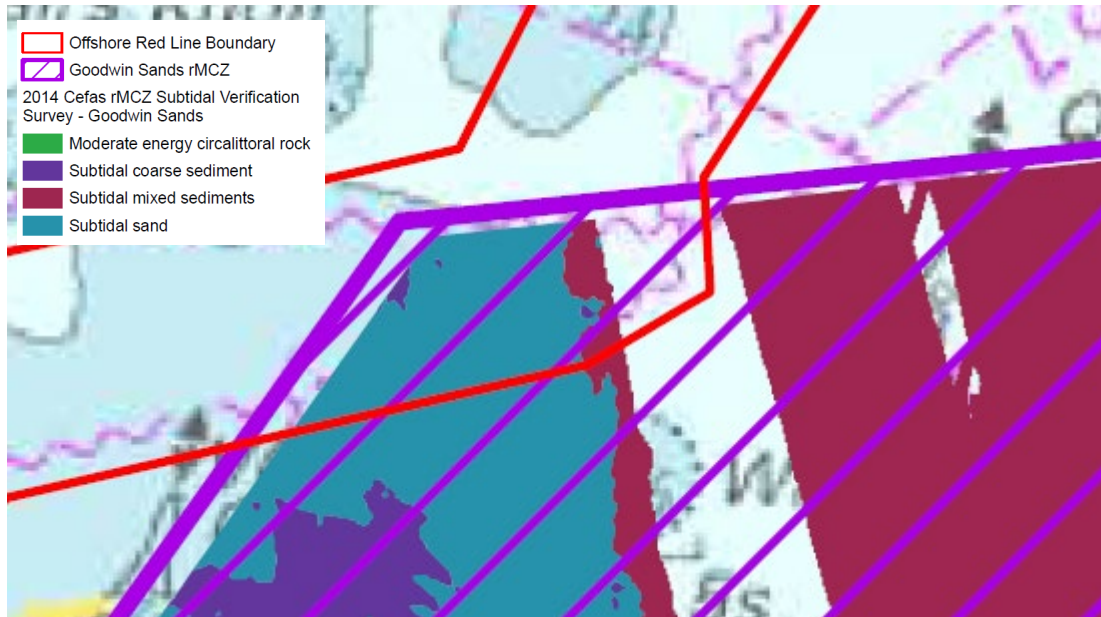 Offshore Red Line Boundary
Goodwin Sands rMCZ
2014 Cefas rMCZ Subtidal Verification
Survey - Goodwin Sands
Moderate energy circalittoral rock
Subtidal coarse sediment
Subtidal mixed sediments
Subtidal sand